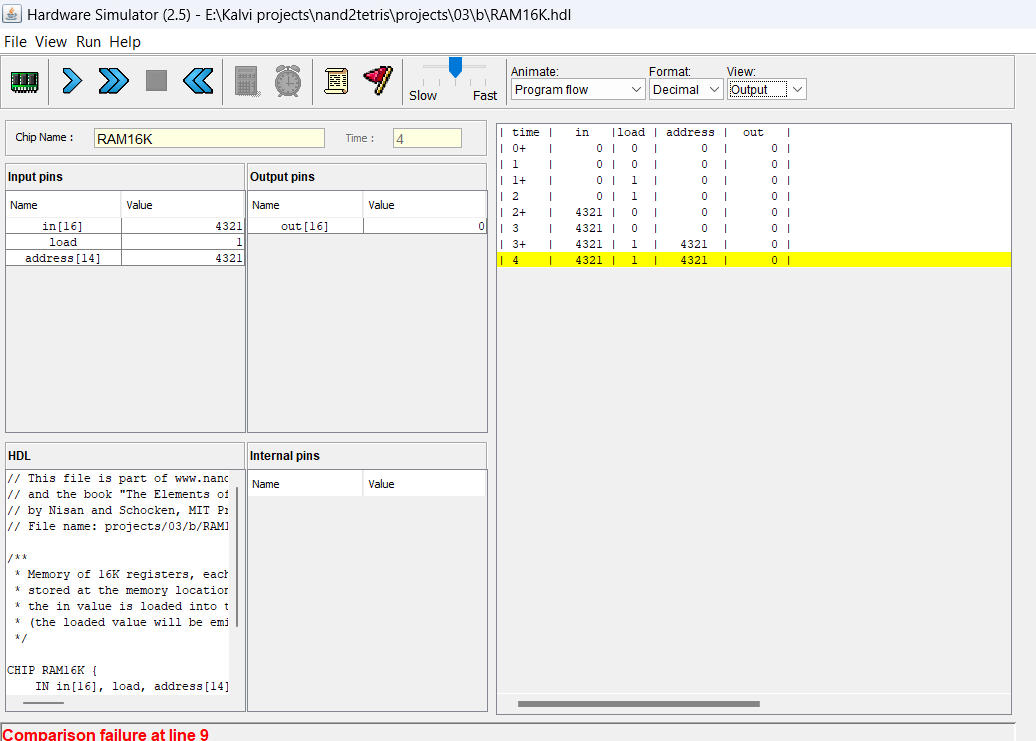 Hardware Simulator (2.5) - E:\Kalvi projects\nand2tetris\projects\03\b\RAM16K.hdl
File View Run Help
Slow Fast
Animate: Format: View:
Program flow Decimal Output
Chip Name : RAM16K Time : 4
Input pins
Name Value
in[16] 4321
load 1
address[14] 4321
Output pins
Name Value
out[16] 0
HDL
// This file is part of www.nand
// and the book "The Elements of
// by Nisan and Schocken, MIT Pr
// File name: projects/03/b/RAM1
/**
* Memory of 16K registers, each
* stored at the memory location
* the in value is loaded into t
* (the loaded value will be emi
*/
CHIP RAM16K {
IN in[16], load, address[14]
Internal pins
Name Value
| time | in |load | address | out |
| 0+ | 0 | 0 | 0 | 0 |
| 1 | 0 | 0 | 0 | 0 |
| 1+ | 0 | 1 | 0 | 0 |
| 2 | 0 | 1 | 0 | 0 |
| 2+ | 4321 | 0 | 0 | 0 |
| 3 | 4321 | 0 | 0 | 0 |
| 3+ | 4321 | 1 | 4321 | 0 |
| 4 | 4321 | 1 | 4321 | 0 |
Comparison failure at line 9